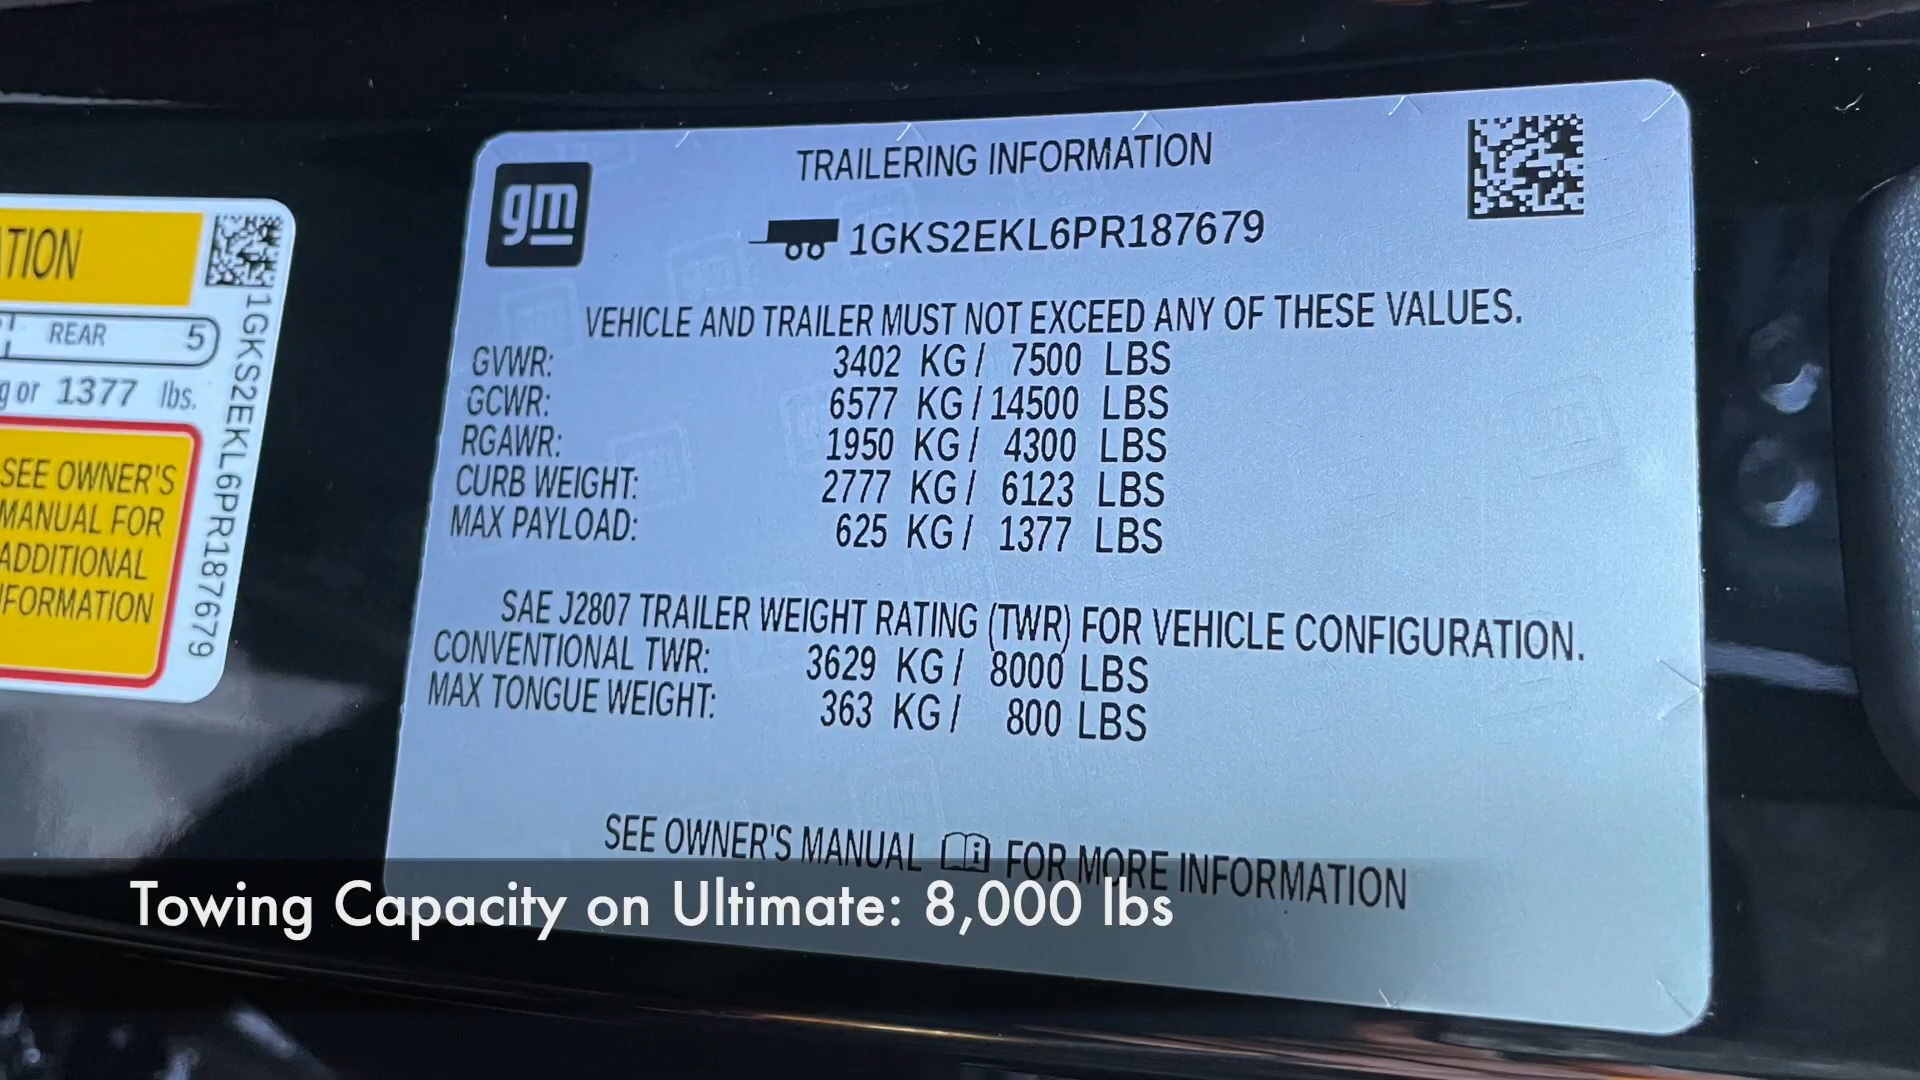 ATION
REAR 5
g or 1377 lbs.
SEE OWNER'S
MANUAL FOR
ADDITIONAL
INFORMATION
1GKS2EKL6PR187679
gm
TRAILERING INFORMATION
1GKS2EKL6PR187679
VEHICLE AND TRAILER MUST NOT EXCEED ANY OF THESE VALUES.
GVWR: 3402 KG / 7500 LBS
GCWR: 6577 KG / 14500 LBS
RGAWR: 1950 KG / 4300 LBS
CURB WEIGHT: 2777 KG / 6123 LBS
MAX PAYLOAD: 625 KG / 1377 LBS
SAE J2807 TRAILER WEIGHT RATING (TWR) FOR VEHICLE CONFIGURATION.
CONVENTIONAL TWR: 3629 KG / 8000 LBS
MAX TONGUE WEIGHT: 363 KG / 800 LBS
SEE OWNER'S MANUAL i FOR MORE INFORMATION
Towing Capacity on Ultimate: 8,000 lbs